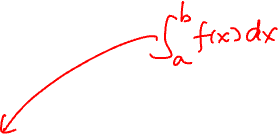 ∫_a^b f(x) dx